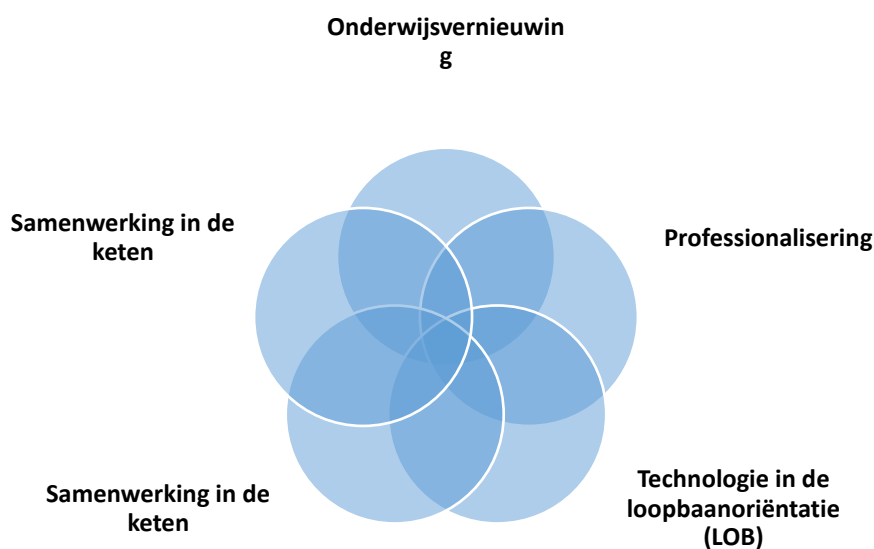 Onderwijsvernieuwin
g
Samenwerking in de
keten
Professionalisering
Samenwerking in de
keten
Technologie in de
loopbaanoriëntatie
(LOB)